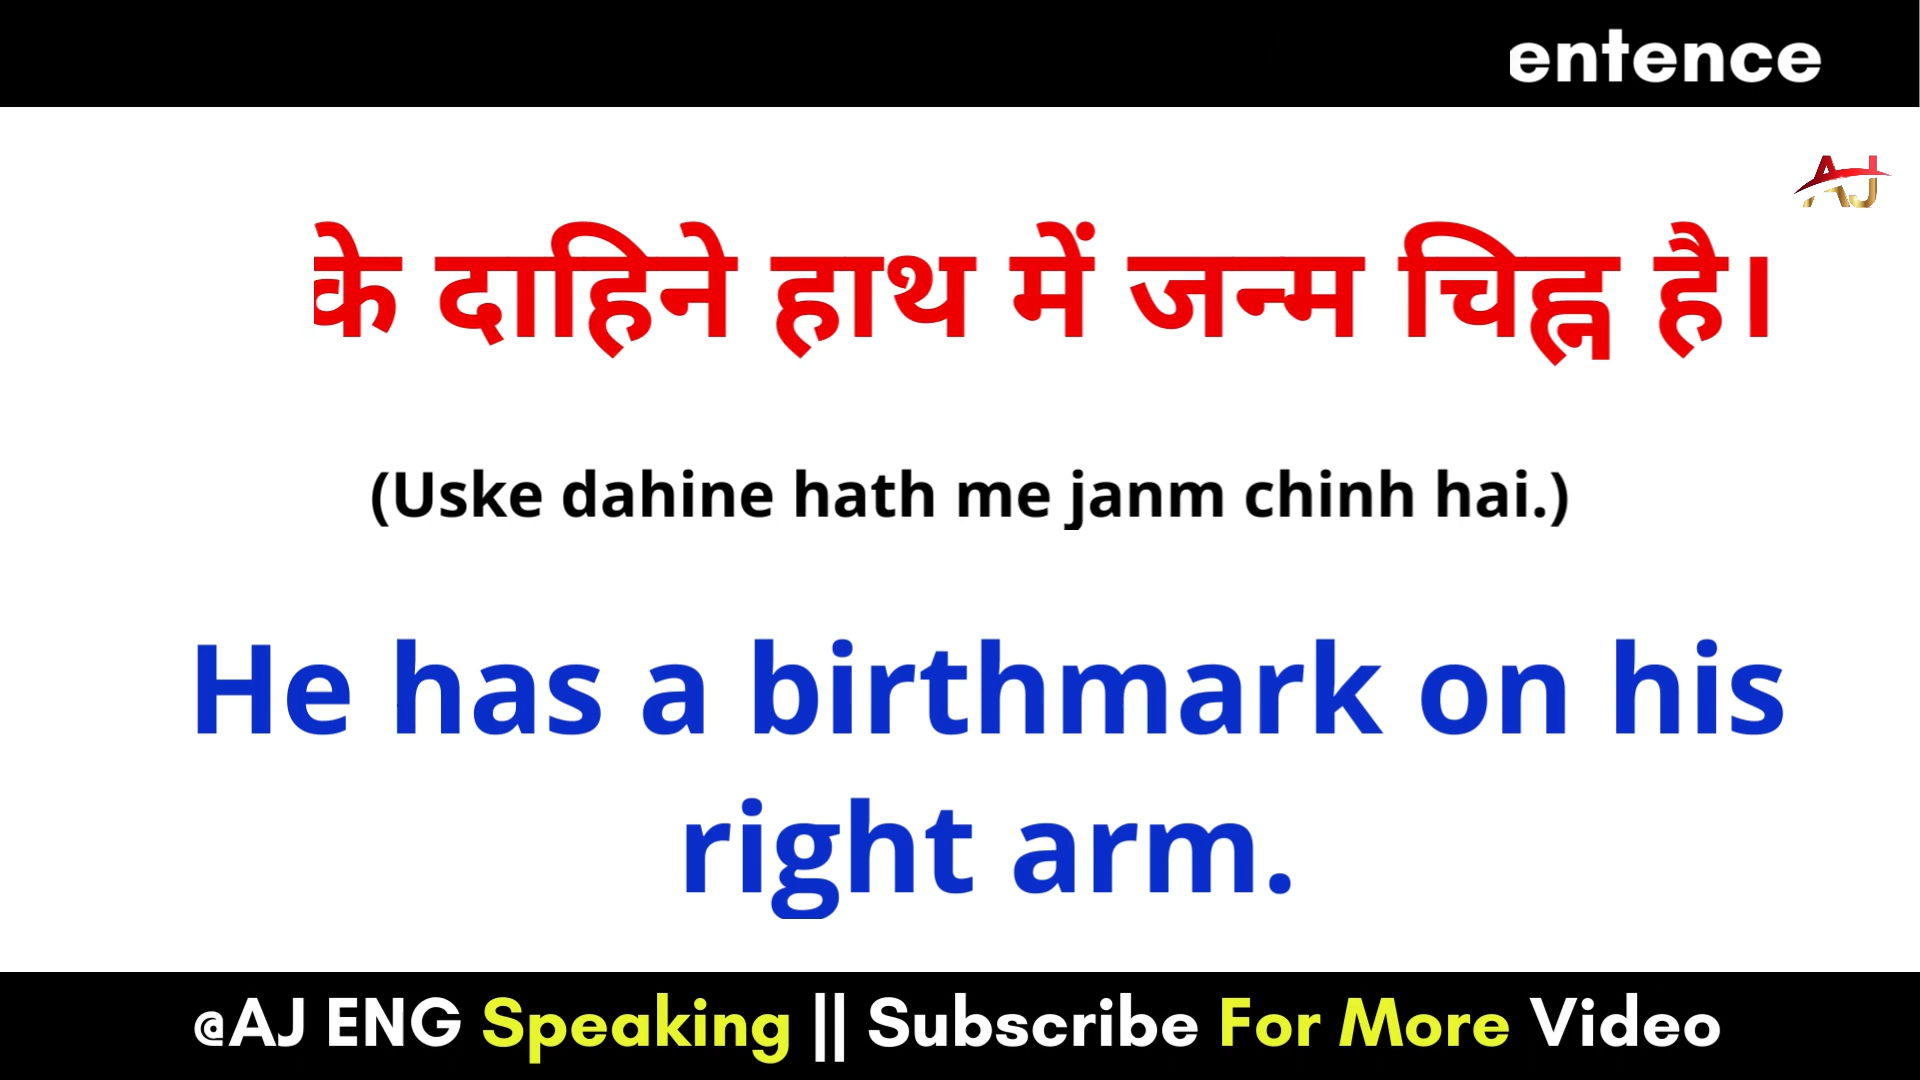 entence
AJ
के दाहिने हाथ में जन्म चिह्न है।
(Uske dahine hath me janm chinh hai.)
He has a birthmark on his
right arm.
@AJ ENG Speaking || Subscribe For More Video